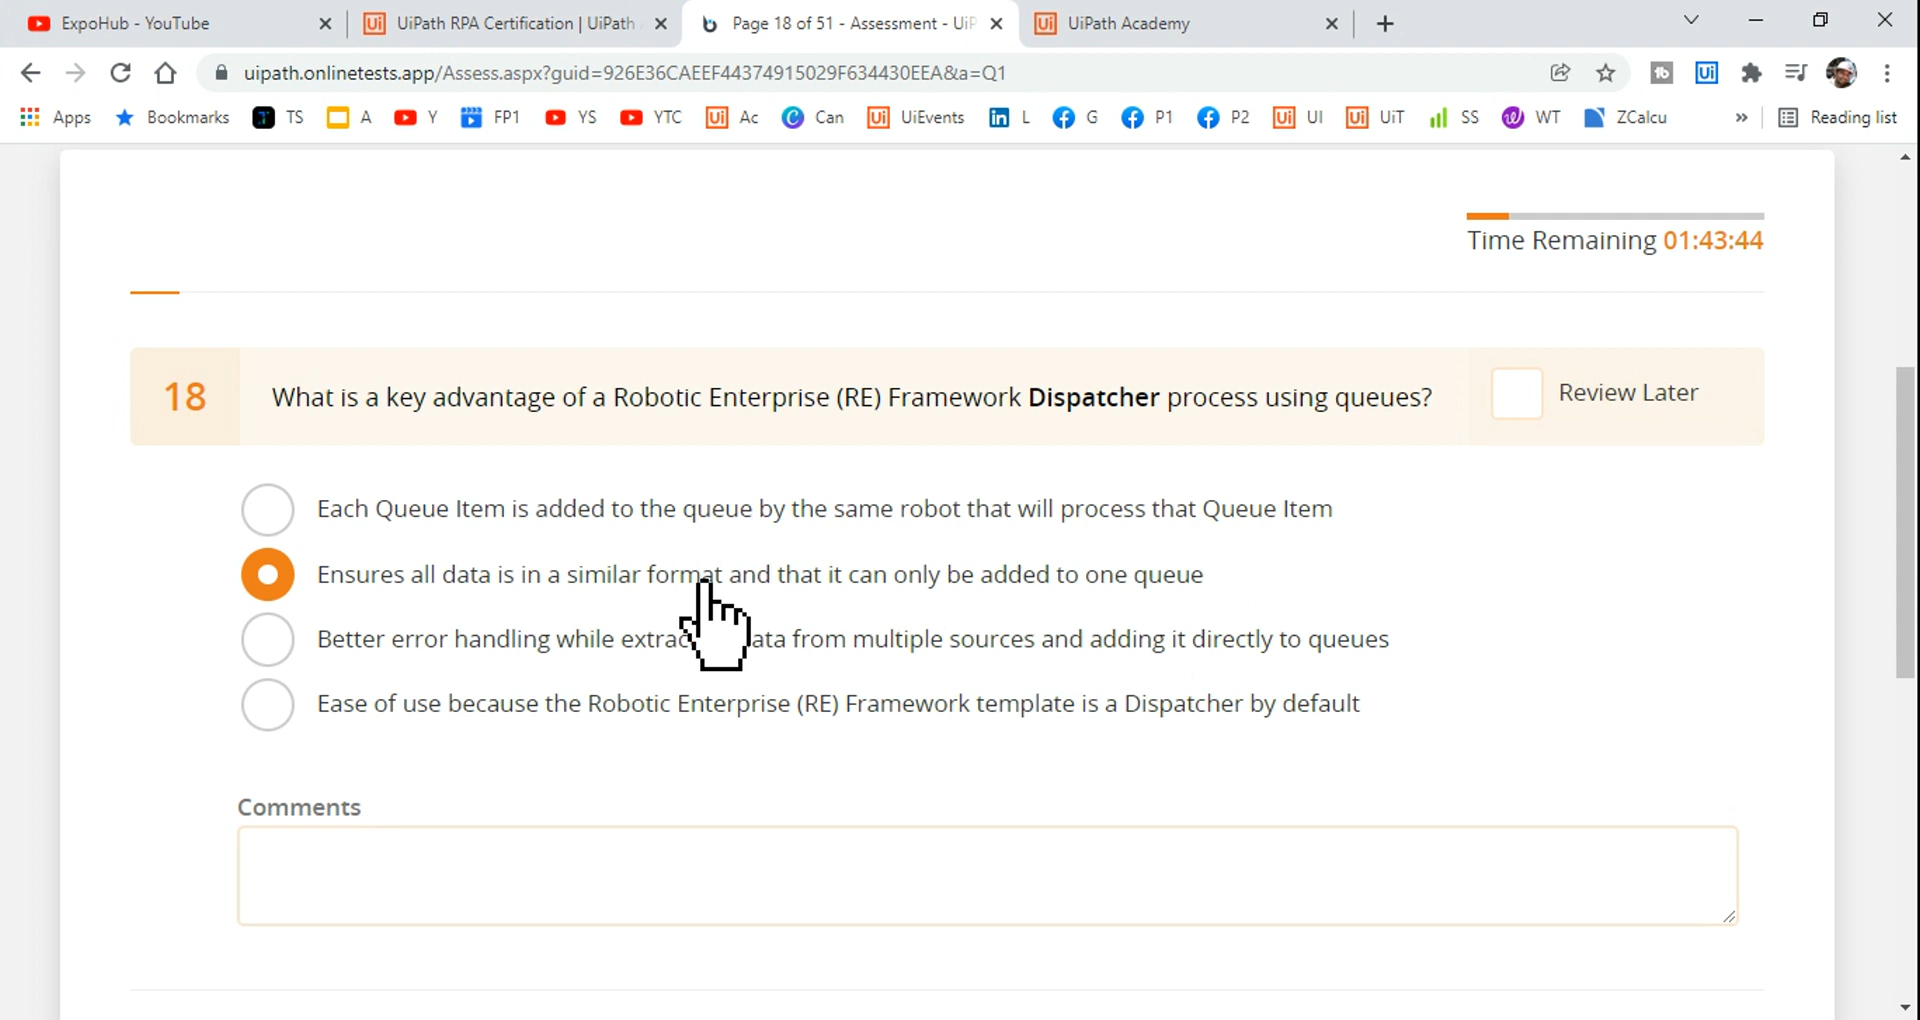 ExpoHub - YouTube
UiPath RPA Certification | UiPath
Page 18 of 51 - Assessment - UiP
UiPath Academy
uipath.onlinetests.app/Assess.aspx?guid=926E36CAEEF44374915029F634430EEA&a=Q1
Apps Bookmarks TS A Y FP1 YS YTC Ac Can UiEvents L G P1 P2 UI UiT SS WT ZCalcu » Reading list
Time Remaining 01:43:44
18 What is a key advantage of a Robotic Enterprise (RE) Framework Dispatcher process using queues? Review Later
Each Queue Item is added to the queue by the same robot that will process that Queue Item
Ensures all data is in a similar format and that it can only be added to one queue
Better error handling while from multiple sources and adding it directly to queues
Ease of use because the Robotic Enterprise (RE) Framework template is a Dispatcher by default
Comments